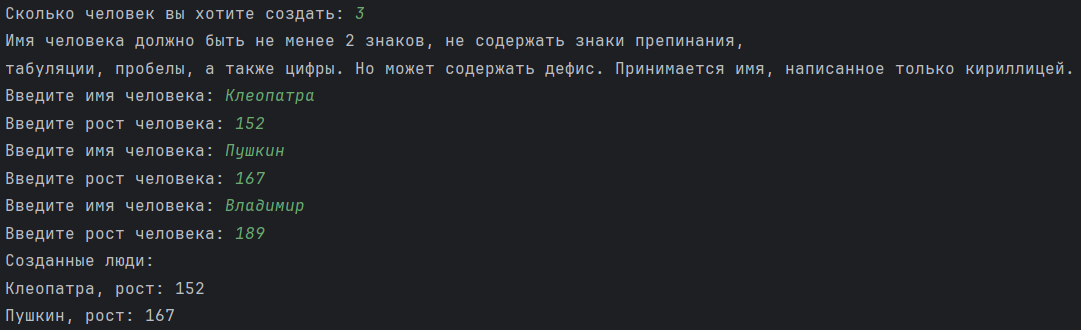 Сколько человек вы хотите создать: 3
Имя человека должно быть не менее 2 знаков, не содержать знаки препинания,
табуляции, пробелы, а также цифры. Но может содержать дефис. Принимается имя, написанное только кириллицей.
Введите имя человека: Клеопатра
Введите рост человека: 152
Введите имя человека: Пушкин
Введите рост человека: 167
Введите имя человека: Владимир
Введите рост человека: 189
Созданные люди:
Клеопатра, рост: 152
Пушкин, рост: 167